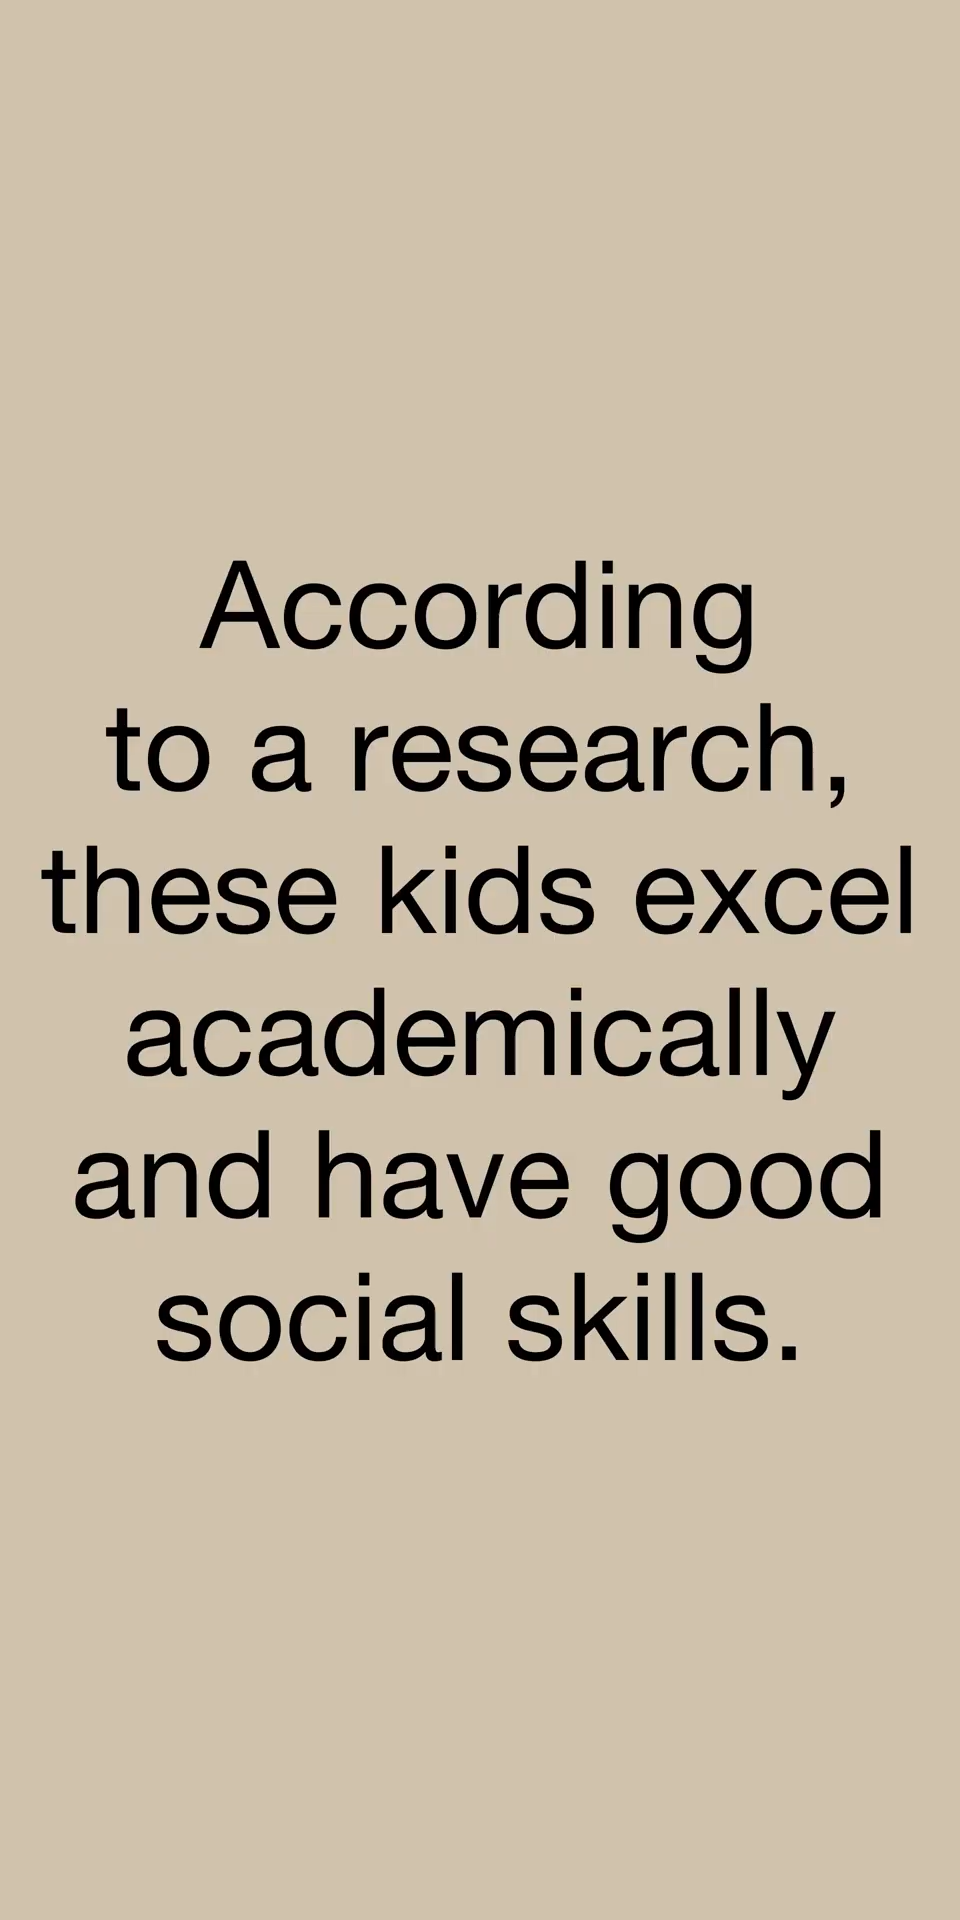 According
to a research,
these kids excel
academically
and have good
social skills.